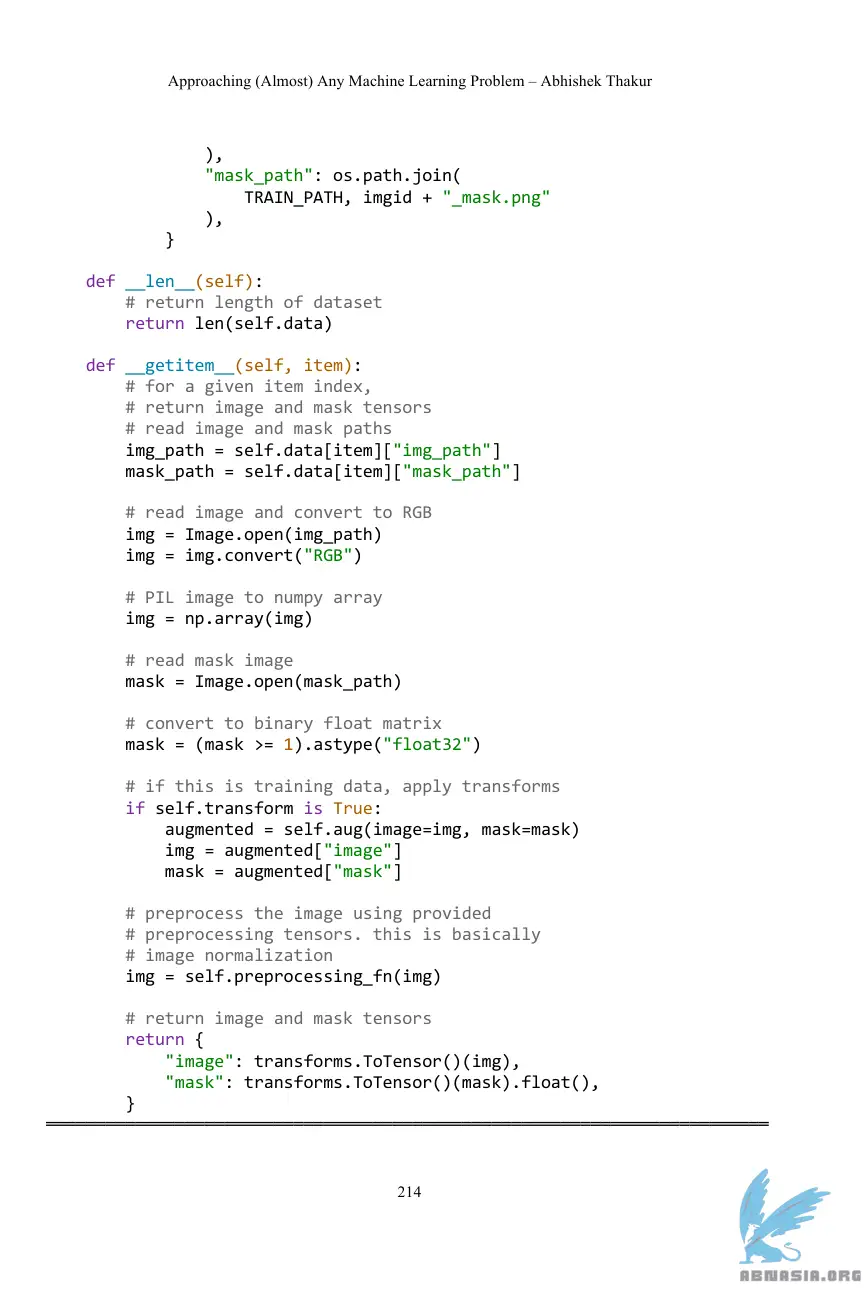 Approaching (Almost) Any Machine Learning Problem – Abhishek Thakur
            ),
            "mask_path": os.path.join(
                TRAIN_PATH, imgid + "_mask.png"
            ),
        }
def __len__(self):
    # return length of dataset
    return len(self.data)
def __getitem__(self, item):
    # for a given item index,
    # return image and mask tensors
    # read image and mask paths
    img_path = self.data[item]["img_path"]
    mask_path = self.data[item]["mask_path"]
    # read image and convert to RGB
    img = Image.open(img_path)
    img = img.convert("RGB")
    # PIL image to numpy array
    img = np.array(img)
    # read mask image
    mask = Image.open(mask_path)
    # convert to binary float matrix
    mask = (mask >= 1).astype("float32")
    # if this is training data, apply transforms
    if self.transform is True:
        augmented = self.aug(image=img, mask=mask)
        img = augmented["image"]
        mask = augmented["mask"]
    # preprocess the image using provided
    # preprocessing tensors. this is basically
    # image normalization
    img = self.preprocessing_fn(img)
    # return image and mask tensors
    return {
        "image": transforms.ToTensor()(img),
        "mask": transforms.ToTensor()(mask).float(),
    }
214
ABNASIA.ORG